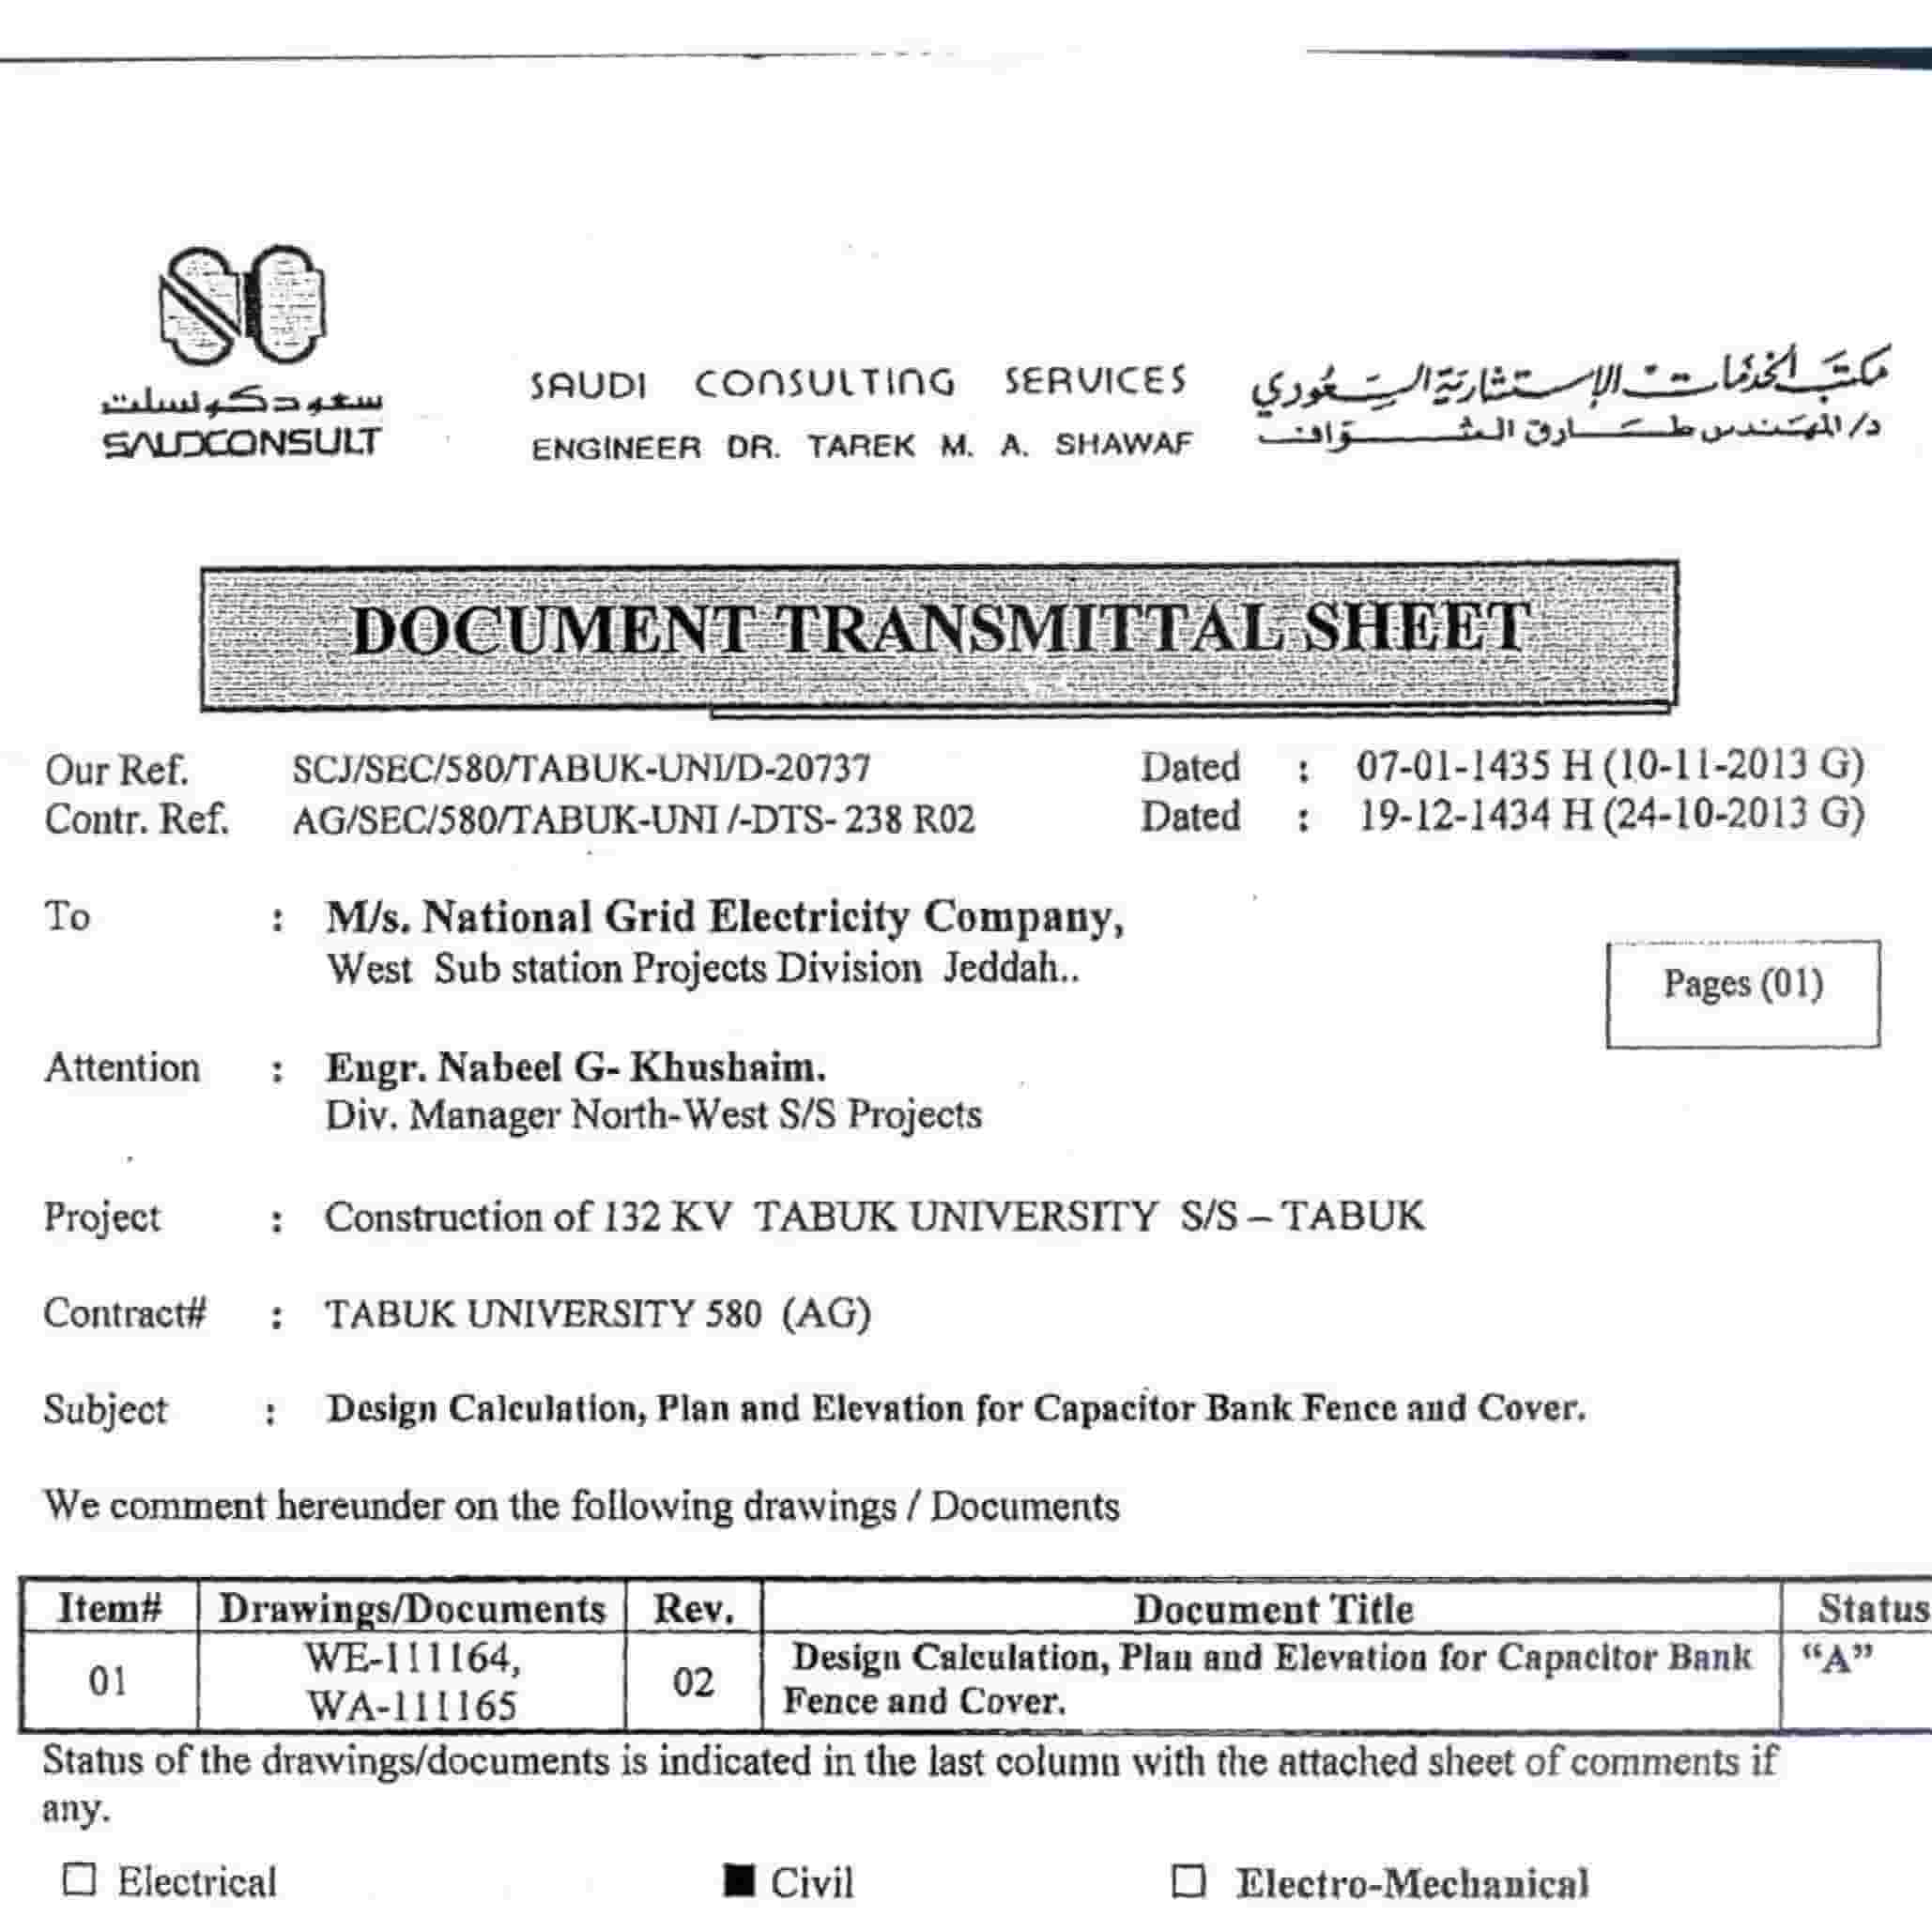 سعودكونسلت
SAUDCONSULT
SAUDI CONSULTING SERVICES
ENGINEER DR. TAREK M. A. SHAWAF
مكتب الخدمات الإستشارية السعودي
د/ المهندس طارق الشواف
DOCUMENT TRANSMITTAL SHEET
Our Ref. SCJ/SEC/580/TABUK-UNI/D-20737 Dated : 07-01-1435 H (10-11-2013 G)
Contr. Ref. AG/SEC/580/TABUK-UNI /-DTS- 238 R02 Dated : 19-12-1434 H (24-10-2013 G)
To : M/s. National Grid Electricity Company,
West Sub station Projects Division Jeddah..
Pages (01)
Attention : Engr. Nabeel G- Khushaim.
Div. Manager North-West S/S Projects
Project : Construction of 132 KV TABUK UNIVERSITY S/S – TABUK
Contract# : TABUK UNIVERSITY 580 (AG)
Subject : Design Calculation, Plan and Elevation for Capacitor Bank Fence and Cover.
We comment hereunder on the following drawings / Documents
Item# Drawings/Documents Rev. Document Title Status
01 WE-111164, WA-111165 02 Design Calculation, Plan and Elevation for Capacitor Bank Fence and Cover. “A”
Status of the drawings/documents is indicated in the last column with the attached sheet of comments if
any.
☐ Electrical ■ Civil ☐ Electro-Mechanical